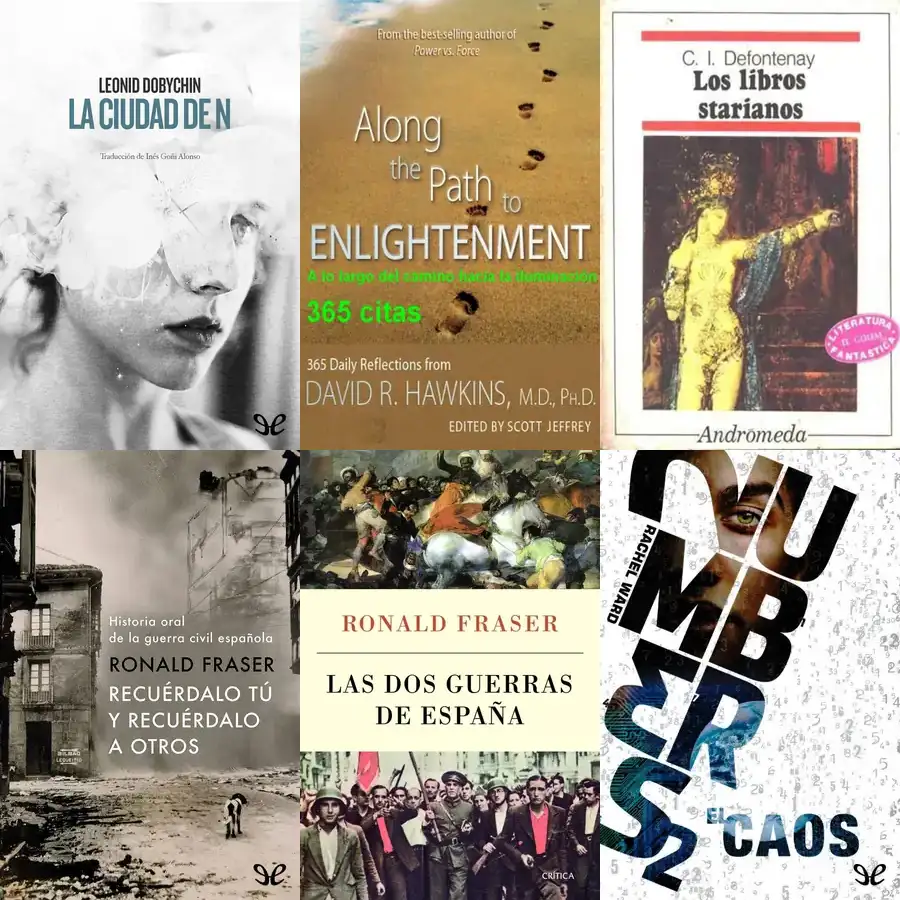 LEONID DOBYCHIN
LA CIUDAD DE N
Traducción de Inés Goñi Alonso
From the best-selling author of
Power vs. Force
Along
the Path to
ENLIGHTENMENT
A lo largo del camino hacia la iluminación
365 citas
365 Daily Reflections from
DAVID R. HAWKINS, M.D., PH.D.
EDITED BY SCOTT JEFFREY
C. I. Defontenay
Los libros
starianos
LITERATURA
FANTASTICA
Andrómeda
Historia oral
de la guerra civil española
RONALD FRASER
RECUÉRDALO TÚ
Y RECUÉRDALO
A OTROS
RONALD FRASER
LAS DOS GUERRAS
DE ESPAÑA
CRÍTICA
NUMBERS 2
RACHEL WARD
EL CAOS